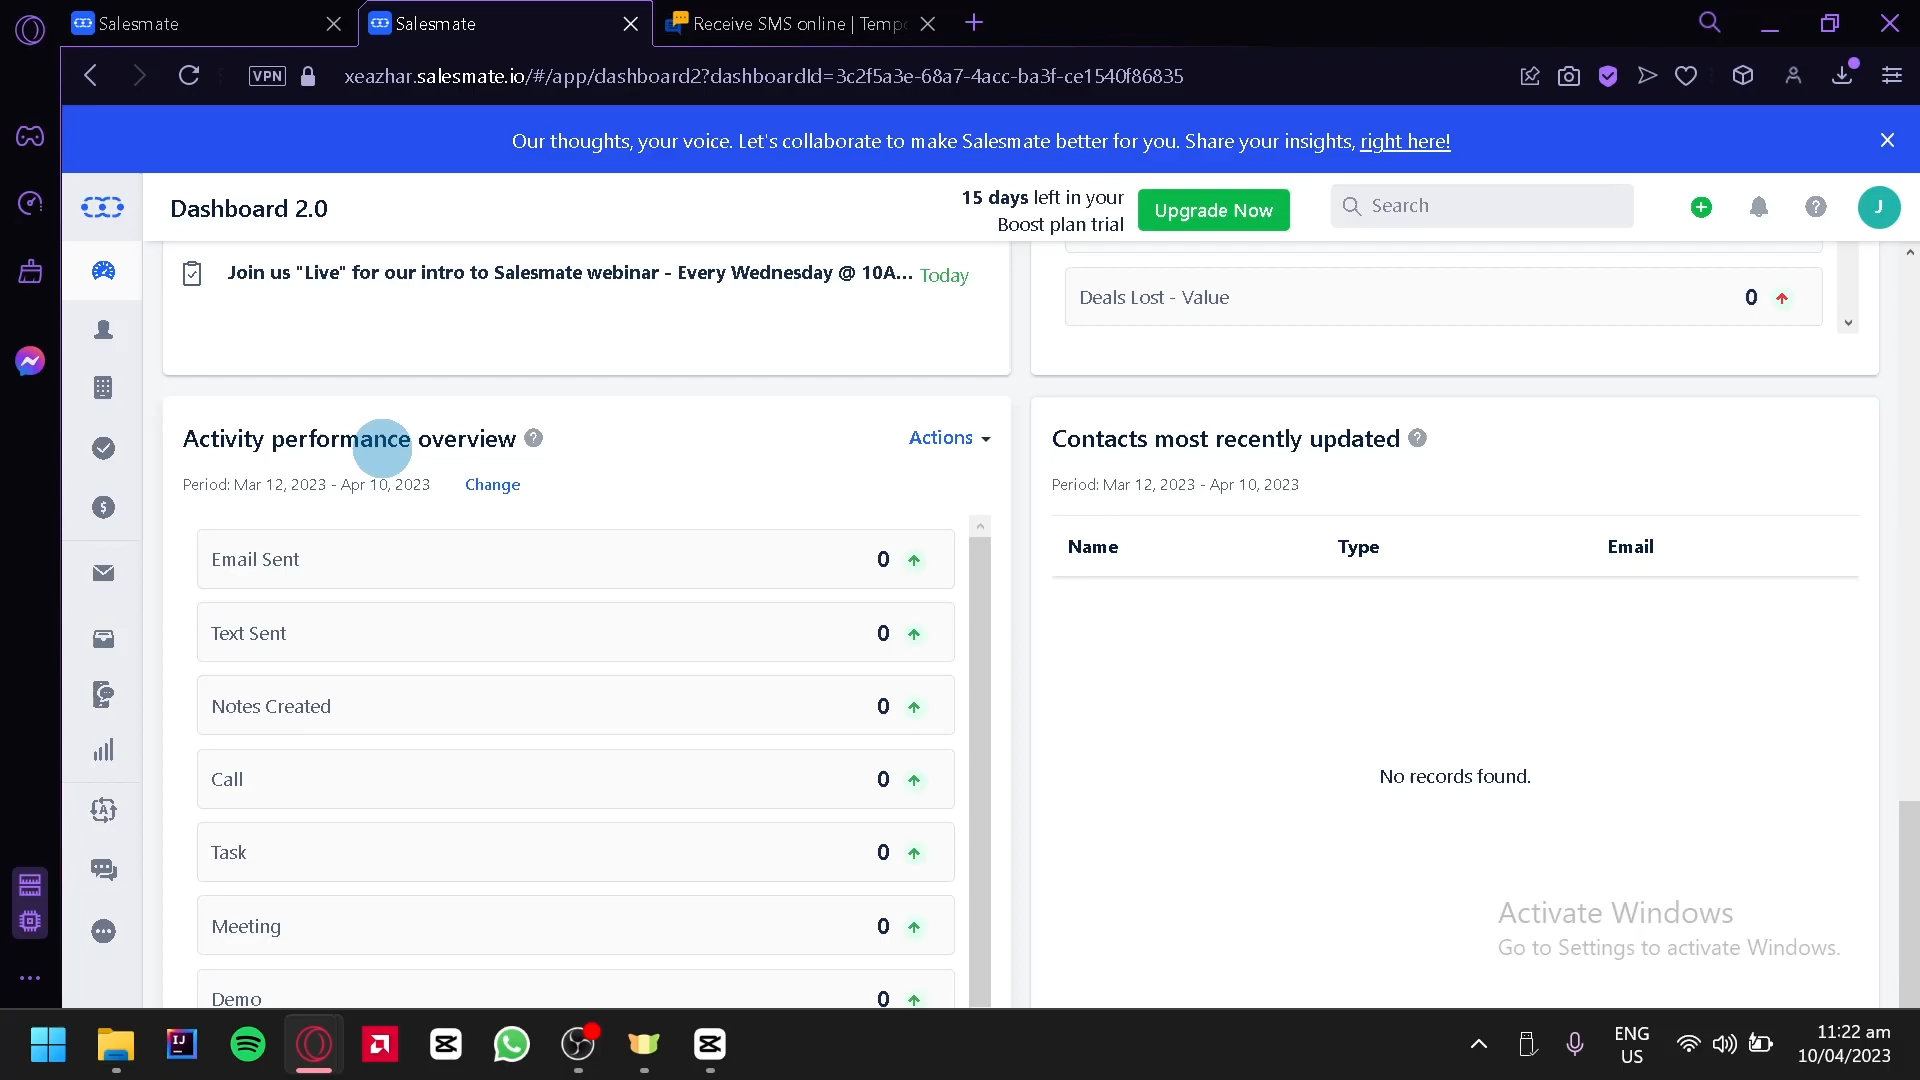 Salesmate
Salesmate
Receive SMS online | Tempo
VPN
xeazhar.salesmate.io/#/app/dashboard2?dashboardId=3c2f5a3e-68a7-4acc-ba3f-ce1540f86835
Our thoughts, your voice. Let's collaborate to make Salesmate better for you. Share your insights, right here!
Dashboard 2.0
15 days left in your
Boost plan trial
Upgrade Now
Search
J
Join us "Live" for our intro to Salesmate webinar - Every Wednesday @ 10A... Today
Deals Lost - Value 0
Activity performance overview
Actions
Period: Mar 12, 2023 - Apr 10, 2023 Change
Email Sent 0
Text Sent 0
Notes Created 0
Call 0
Task 0
Meeting 0
Demo 0
Contacts most recently updated
Period: Mar 12, 2023 - Apr 10, 2023
Name Type Email
No records found.
Activate Windows
Go to Settings to activate Windows.
IJ
ENG
US
11:22 am
10/04/2023